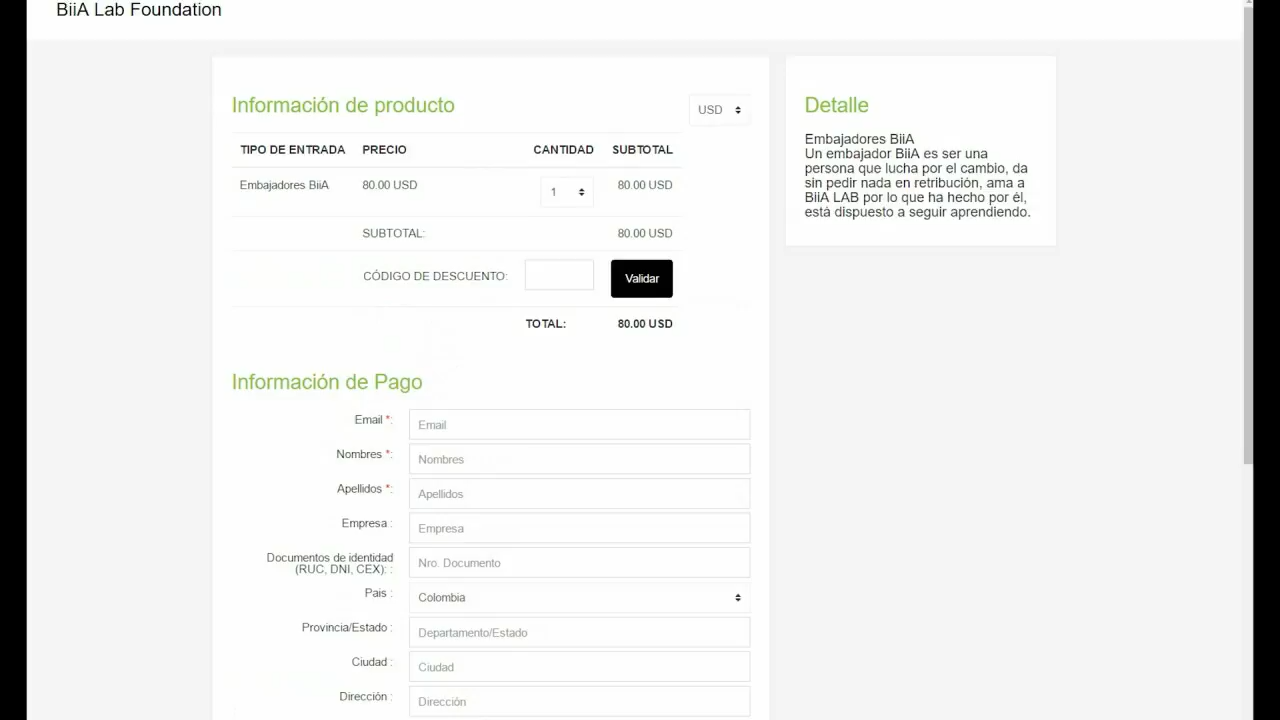 BiiA Lab Foundation
Información de producto
USD
TIPO DE ENTRADA PRECIO CANTIDAD SUBTOTAL
Embajadores BiiA 80.00 USD 1 80.00 USD
SUBTOTAL: 80.00 USD
CÓDIGO DE DESCUENTO: Validar
TOTAL: 80.00 USD
Información de Pago
Email *: Email
Nombres *: Nombres
Apellidos *: Apellidos
Empresa : Empresa
Documentos de identidad
(RUC, DNI, CEX): : Nro. Documento
Pais : Colombia
Provincia/Estado : Departamento/Estado
Ciudad : Ciudad
Dirección : Dirección
Detalle
Embajadores BiiA
Un embajador BiiA es ser una
persona que lucha por el cambio, da
sin pedir nada en retribución, ama a
BiiA LAB por lo que ha hecho por él,
está dispuesto a seguir aprendiendo.